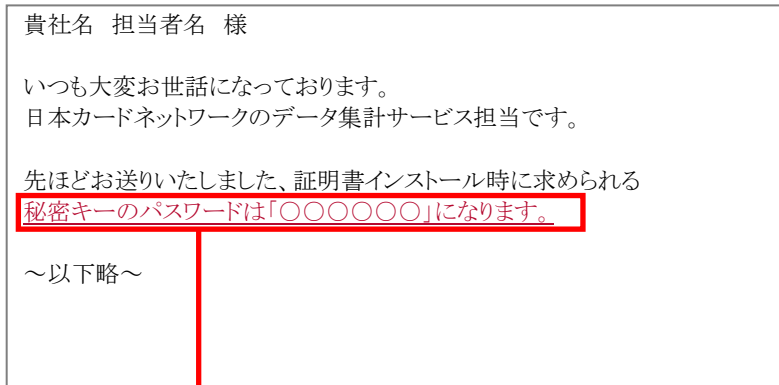 貴社名 担当者名 様
いつも大変お世話になっております。
日本カードネットワークのデータ集計サービス担当です。
先ほどお送りいたしました、証明書インストール時に求められる
秘密キーのパスワードは「○○○○○○」になります。
～以下略～